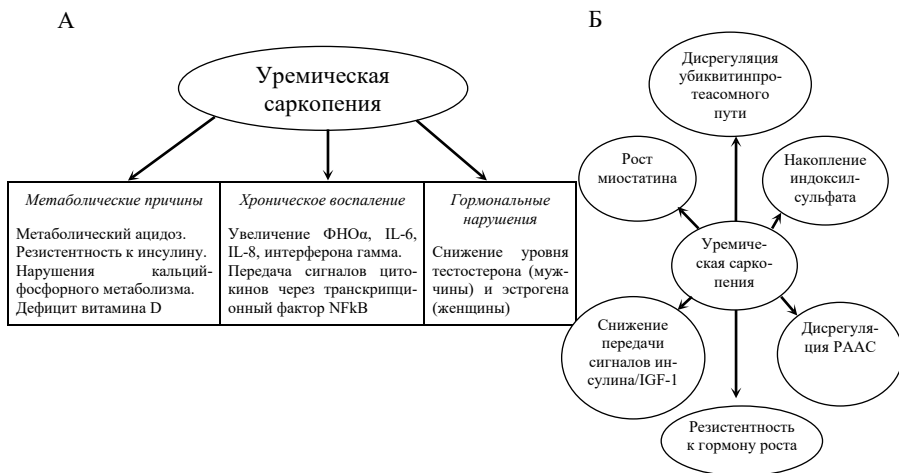 А
Уремическая
саркопения
Метаболические причины
Метаболический ацидоз.
Резистентность к инсулину.
Нарушения кальций-
фосфорного метаболизма.
Дефицит витамина D
Хроническое воспаление
Увеличение ФНОα, IL-6,
IL-8, интерферона гамма.
Передача сигналов цито-
кинов через транскрипци-
онный фактор NFkB
Гормональные
нарушения
Снижение уровня
тестостерона (муж-
чины) и эстрогена
(женщины)
Б
Дисрегуляция
убиквитинпро-
теасомного
пути
Рост
миостатина
Накопление
индоксил-
сульфата
Уремиче-
ская сарко-
пения
Снижение
передачи
сигналов ин-
сулина/IGF-1
Дисрегуля-
ция РААС
Резистентность
к гормону роста